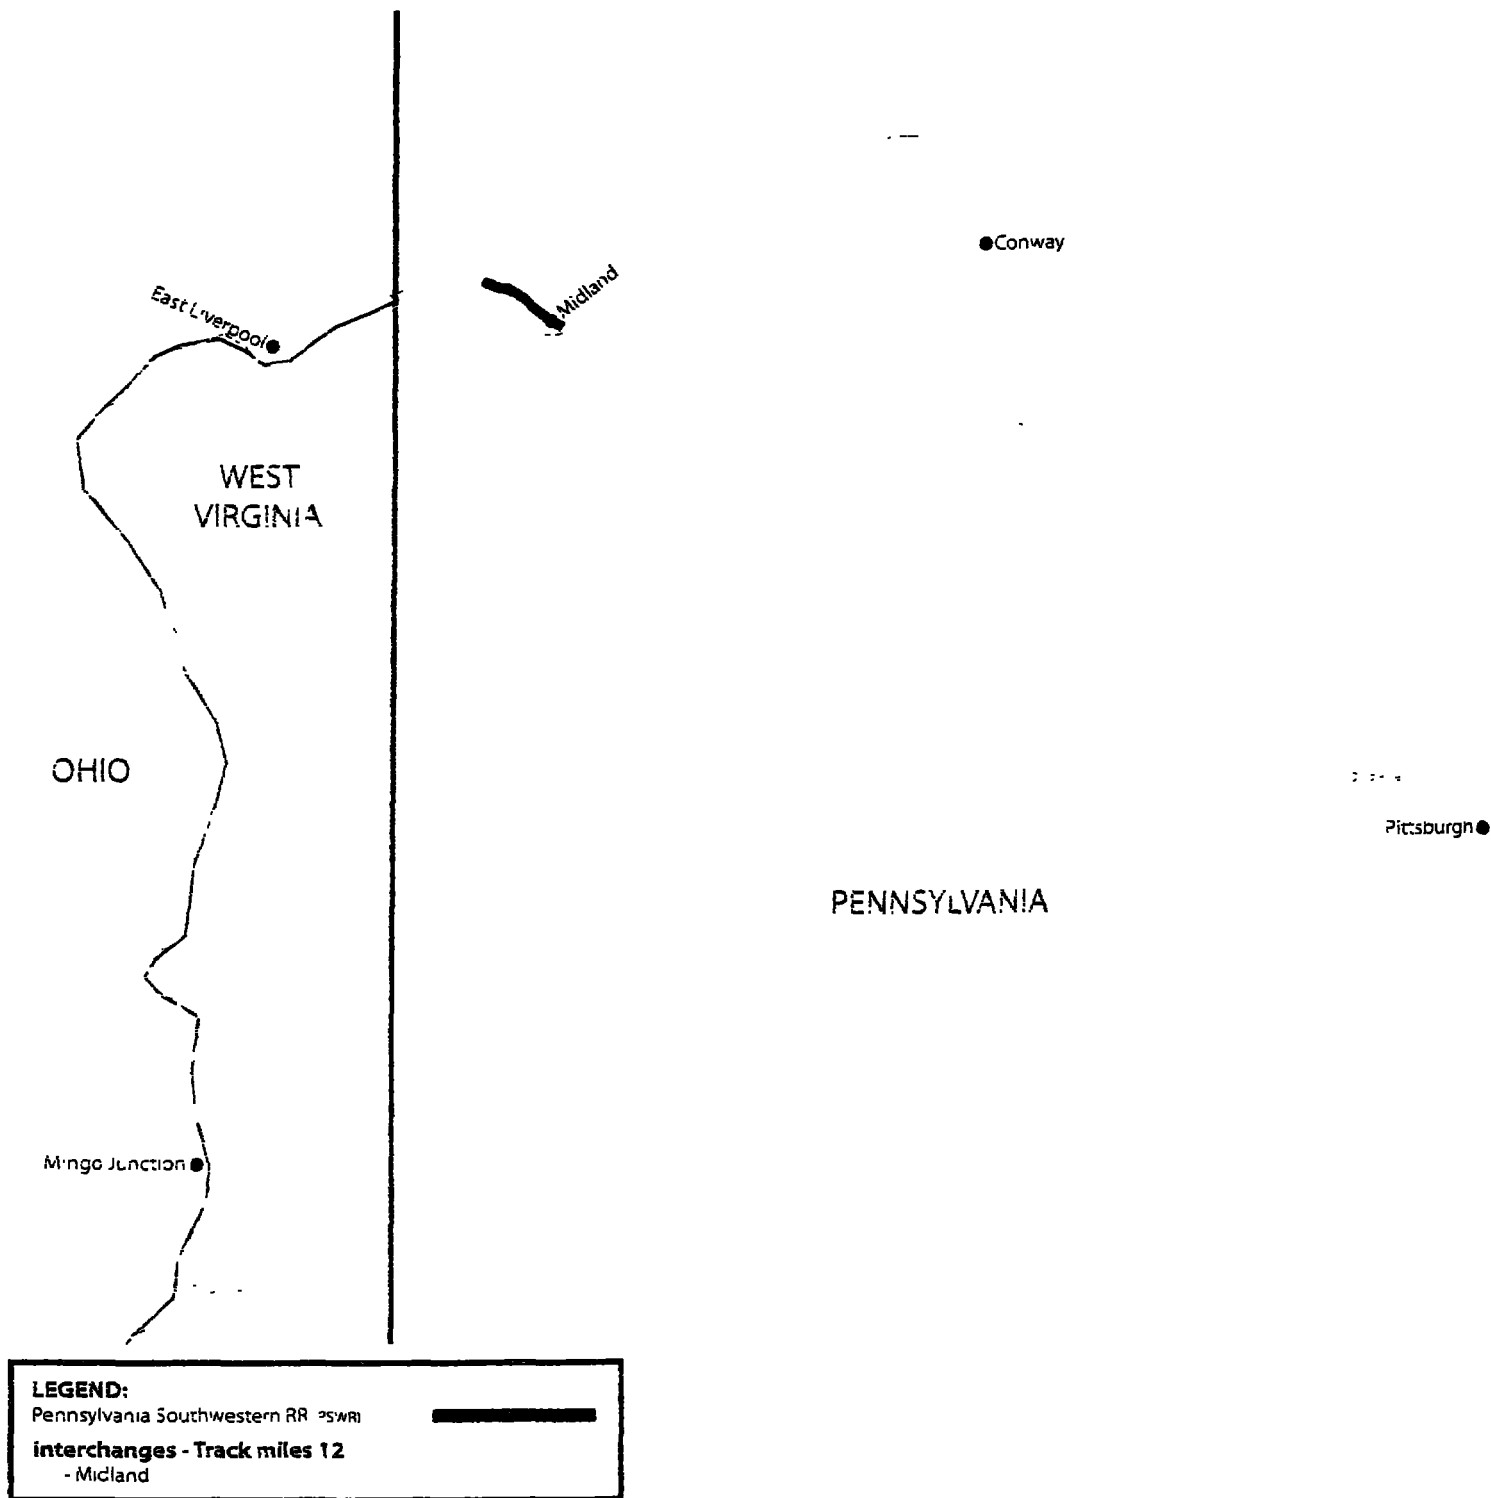 Conway
Midland
East Liverpool
WEST
VIRGINIA
OHIO
Pittsburgh
PENNSYLVANIA
Mingo Junction
LEGEND:
Pennsylvania Southwestern RR (PSWR)
interchanges - Track miles 12
- Midland